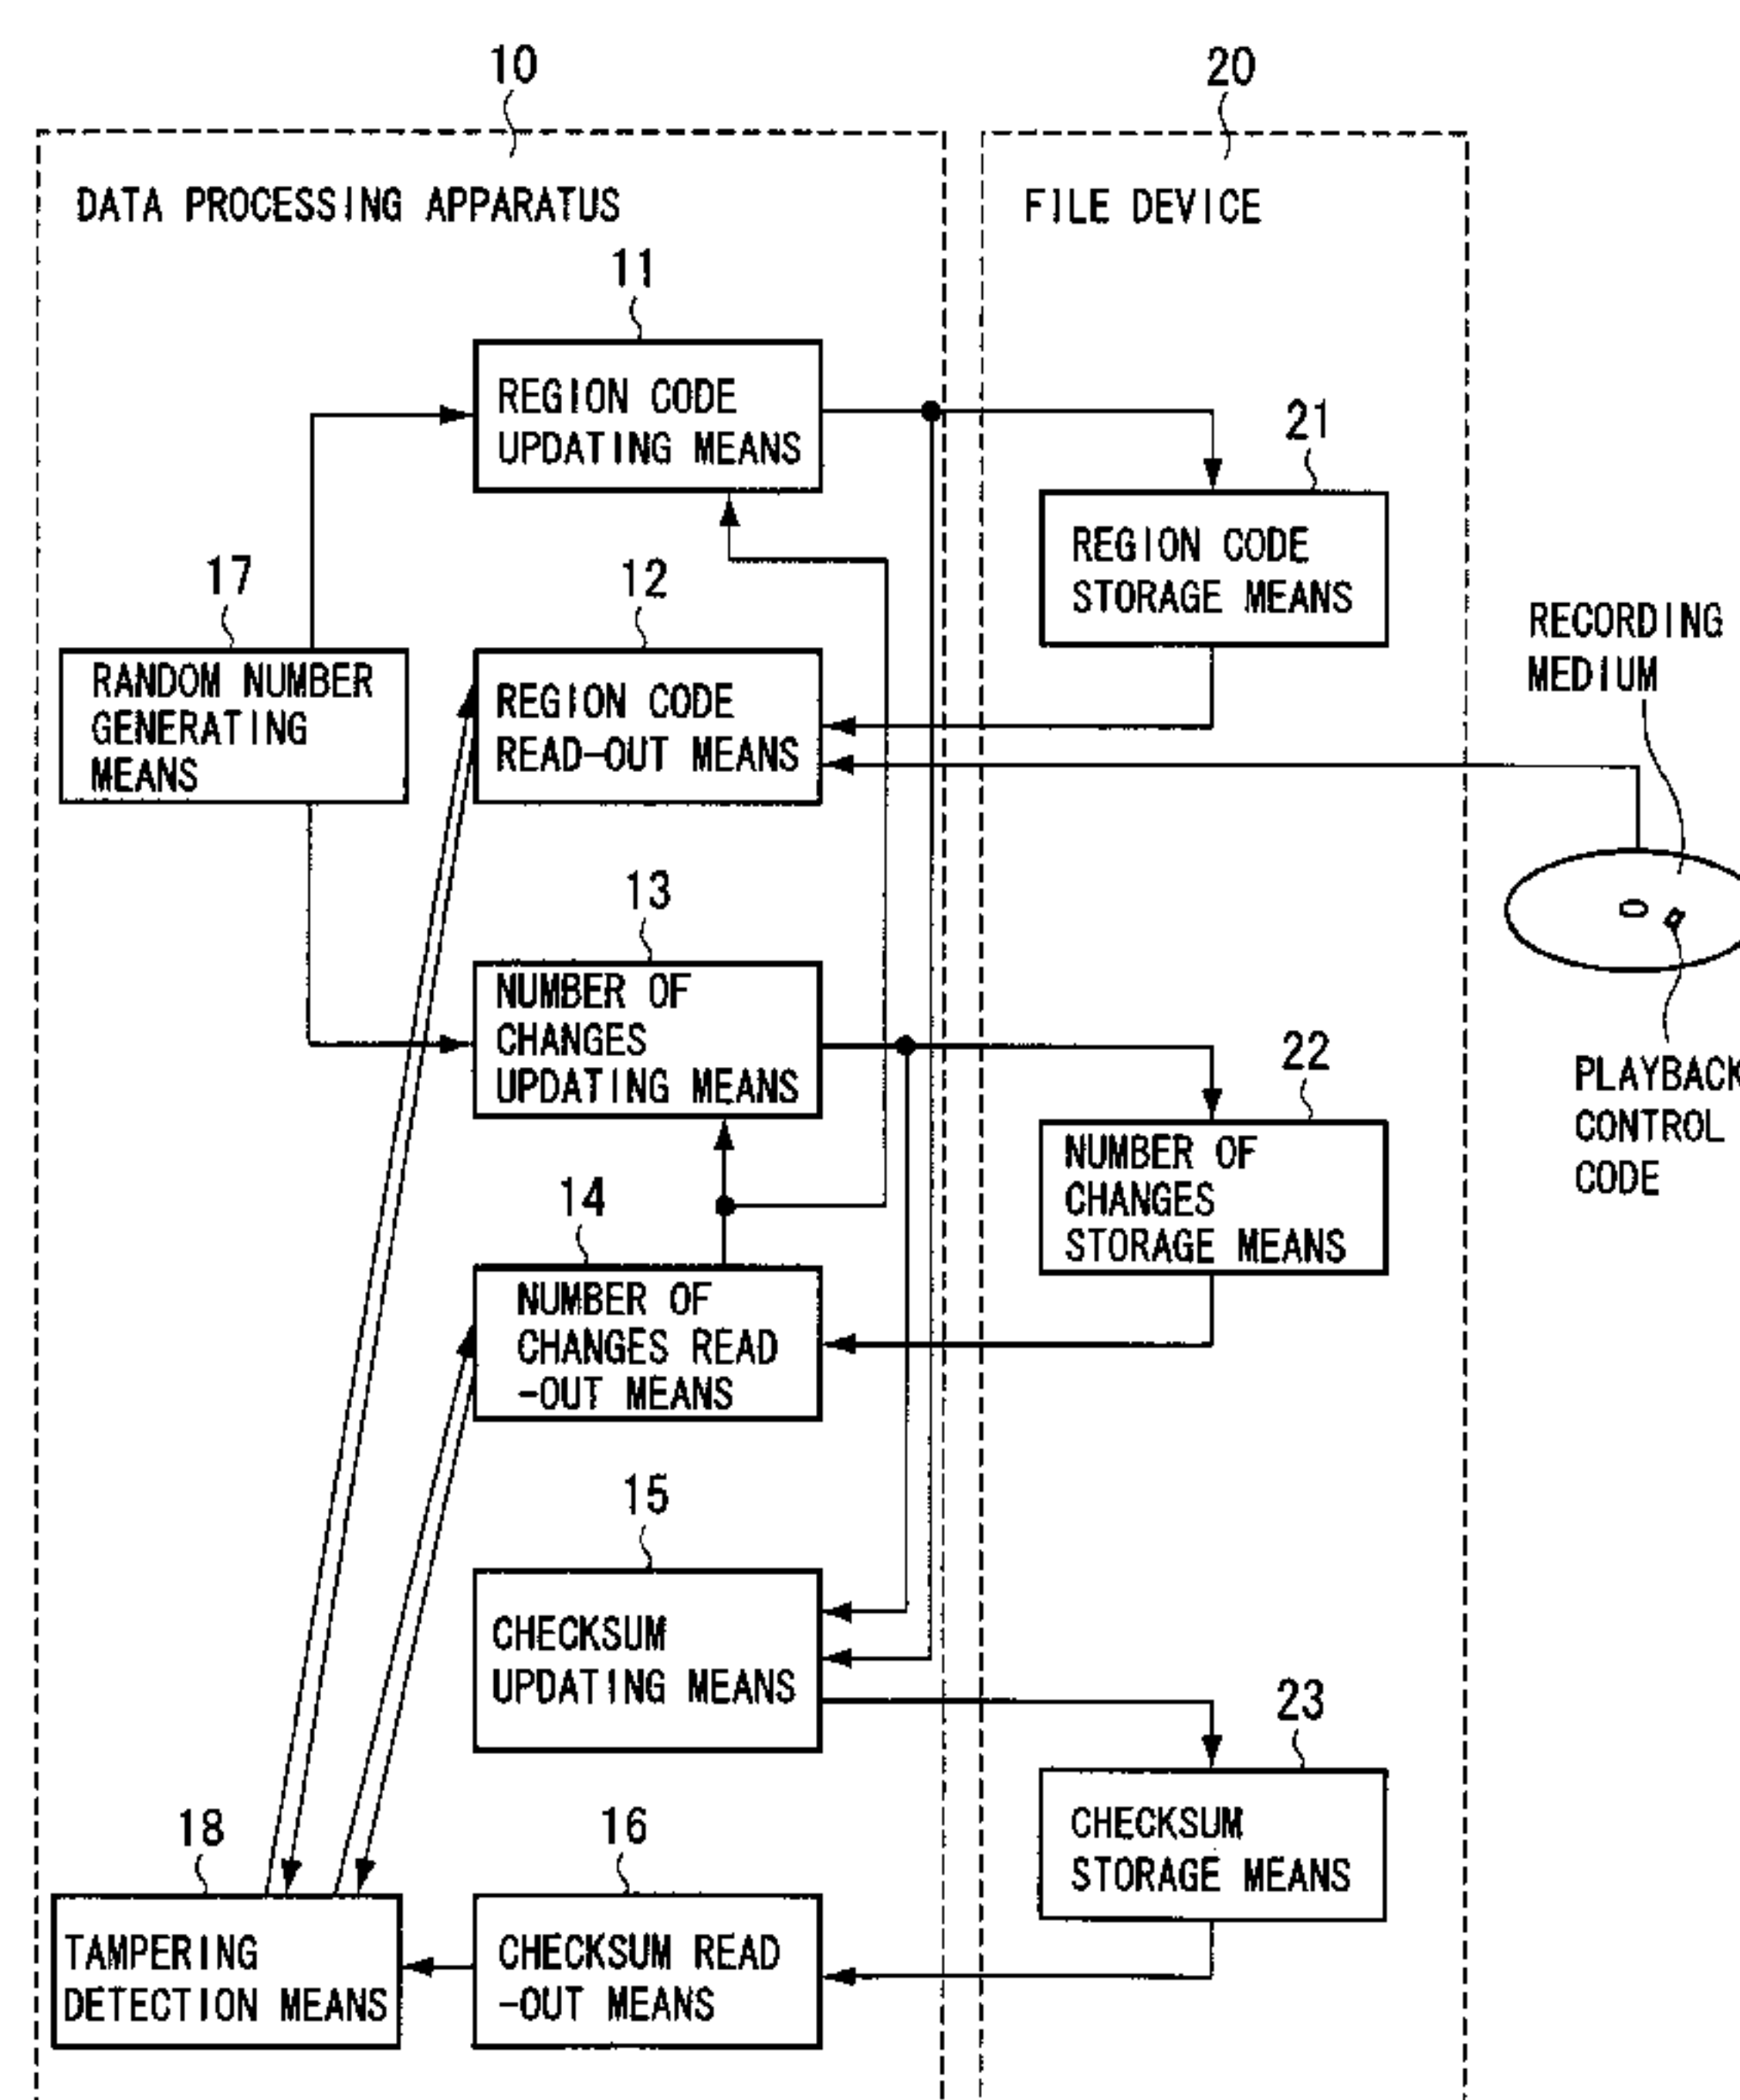 10
20
DATA PROCESSING APPARATUS
FILE DEVICE
11
REGION CODE
UPDATING MEANS
21
REGION CODE
STORAGE MEANS
17
RANDOM NUMBER
GENERATING
MEANS
12
REGION CODE
READ-OUT MEANS
RECORDING
MEDIUM
13
NUMBER OF
CHANGES
UPDATING MEANS
22
NUMBER OF
CHANGES
STORAGE MEANS
PLAYBACK
CONTROL
CODE
14
NUMBER OF
CHANGES READ
-OUT MEANS
15
CHECKSUM
UPDATING MEANS
23
CHECKSUM
STORAGE MEANS
18
TAMPERING
DETECTION MEANS
16
CHECKSUM READ
-OUT MEANS